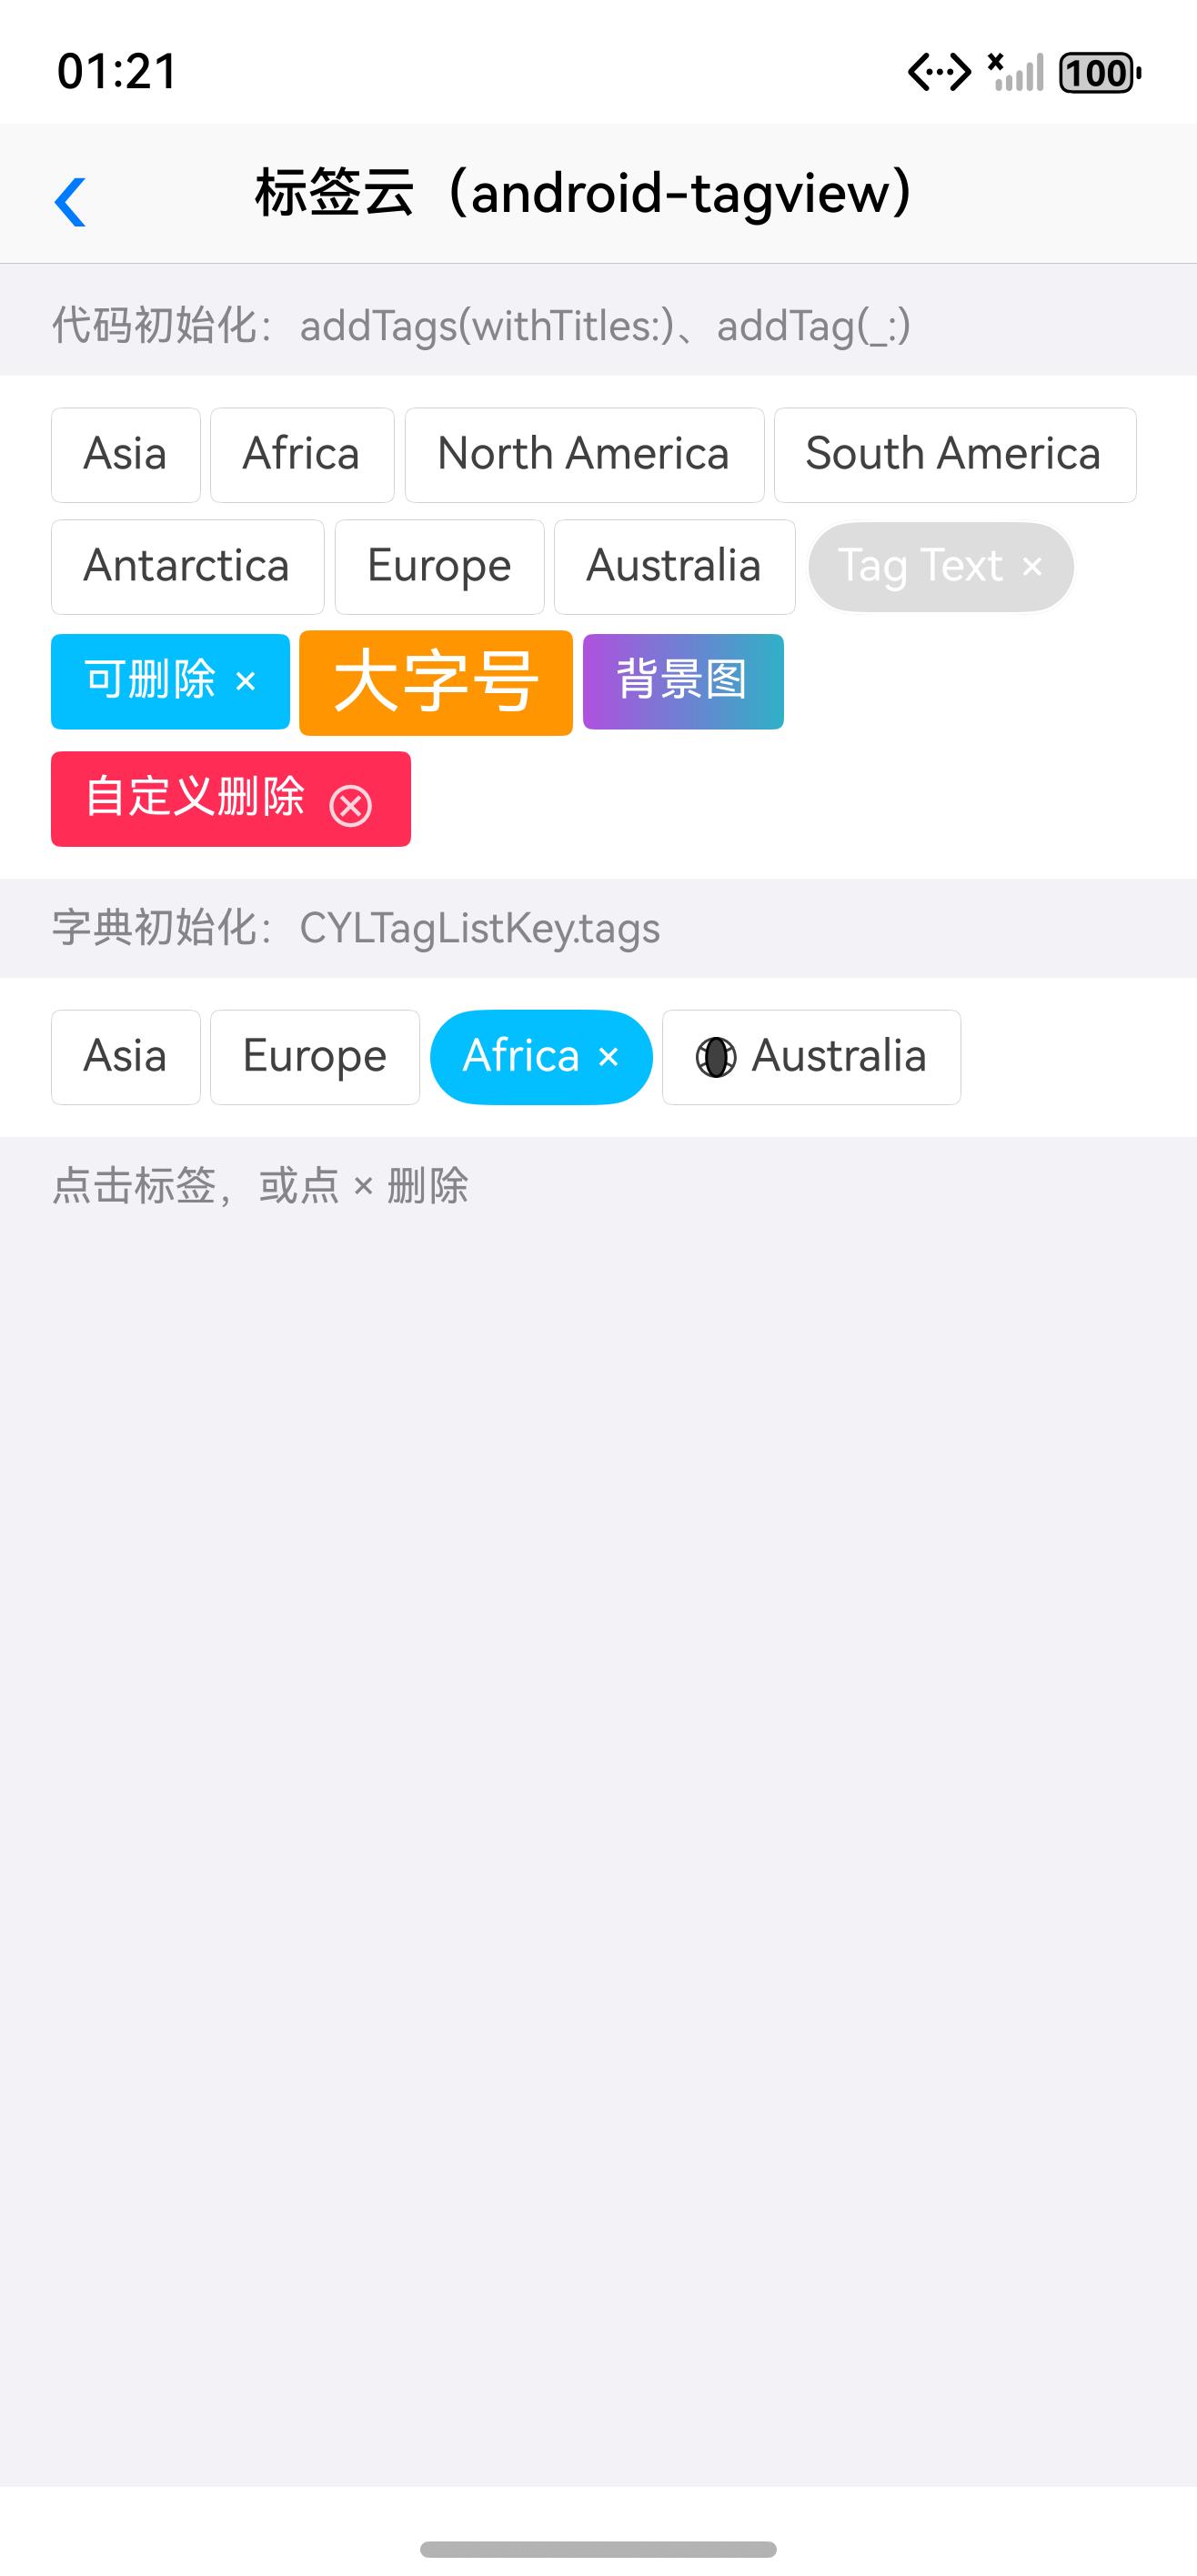 01:21
100
标签云（android-tagview）
代码初始化：addTags(withTitles:)、addTag(_:)
Asia Africa North America South America
Antarctica Europe Australia Tag Text ×
可删除 × 大字号 背景图
自定义删除
字典初始化：CYLTagListKey.tags
Asia Europe Africa × Australia
点击标签，或点 × 删除